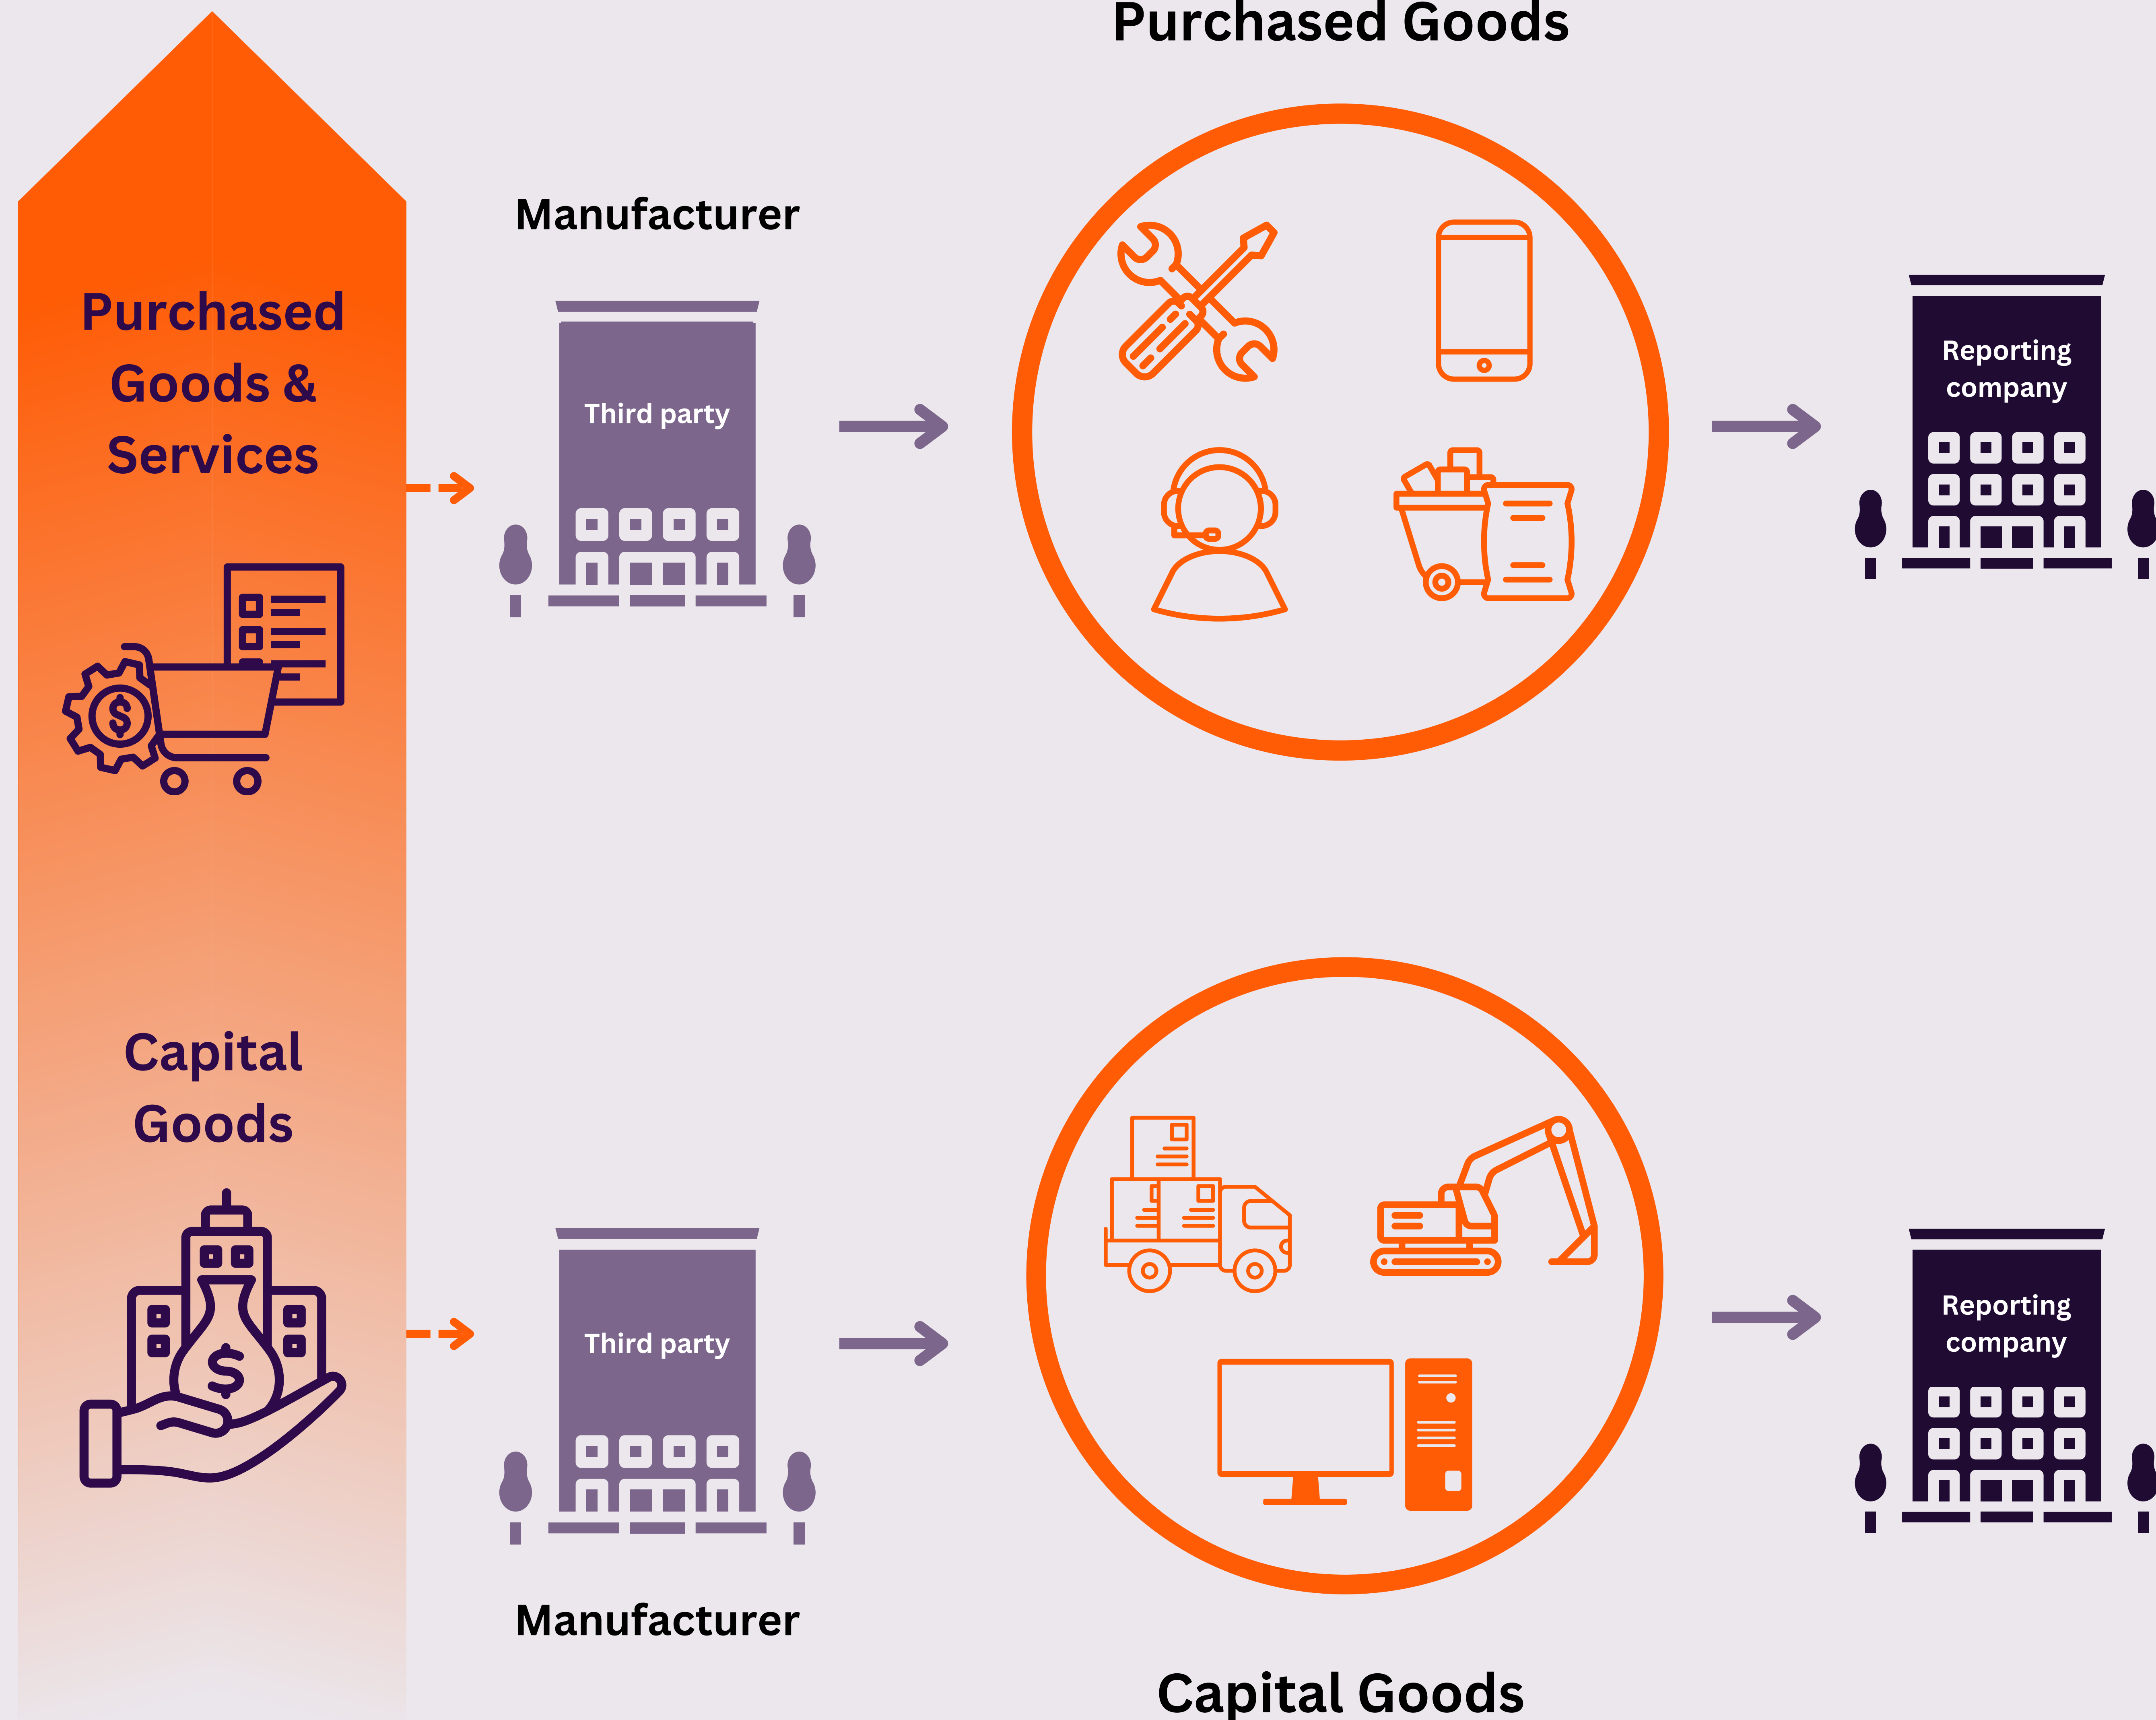 Purchased Goods
Manufacturer
Purchased
Goods &
Services
Third party
Reporting
company
$
Capital
Goods
Third party
Reporting
company
$
Manufacturer
Capital Goods